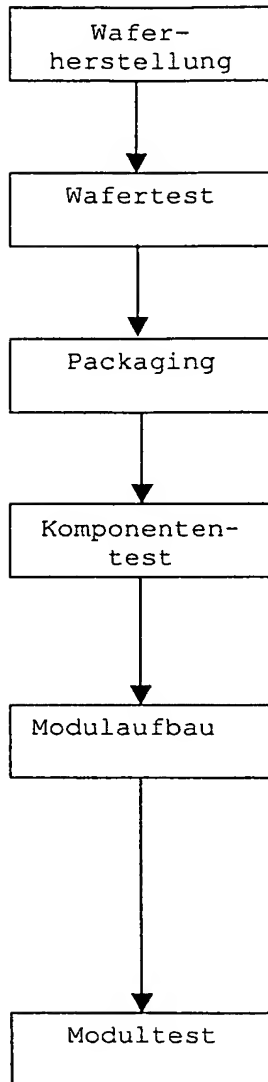 Wafer-
herstellung
Wafertest
Packaging
Komponenten-
test
Modulaufbau
Modultest